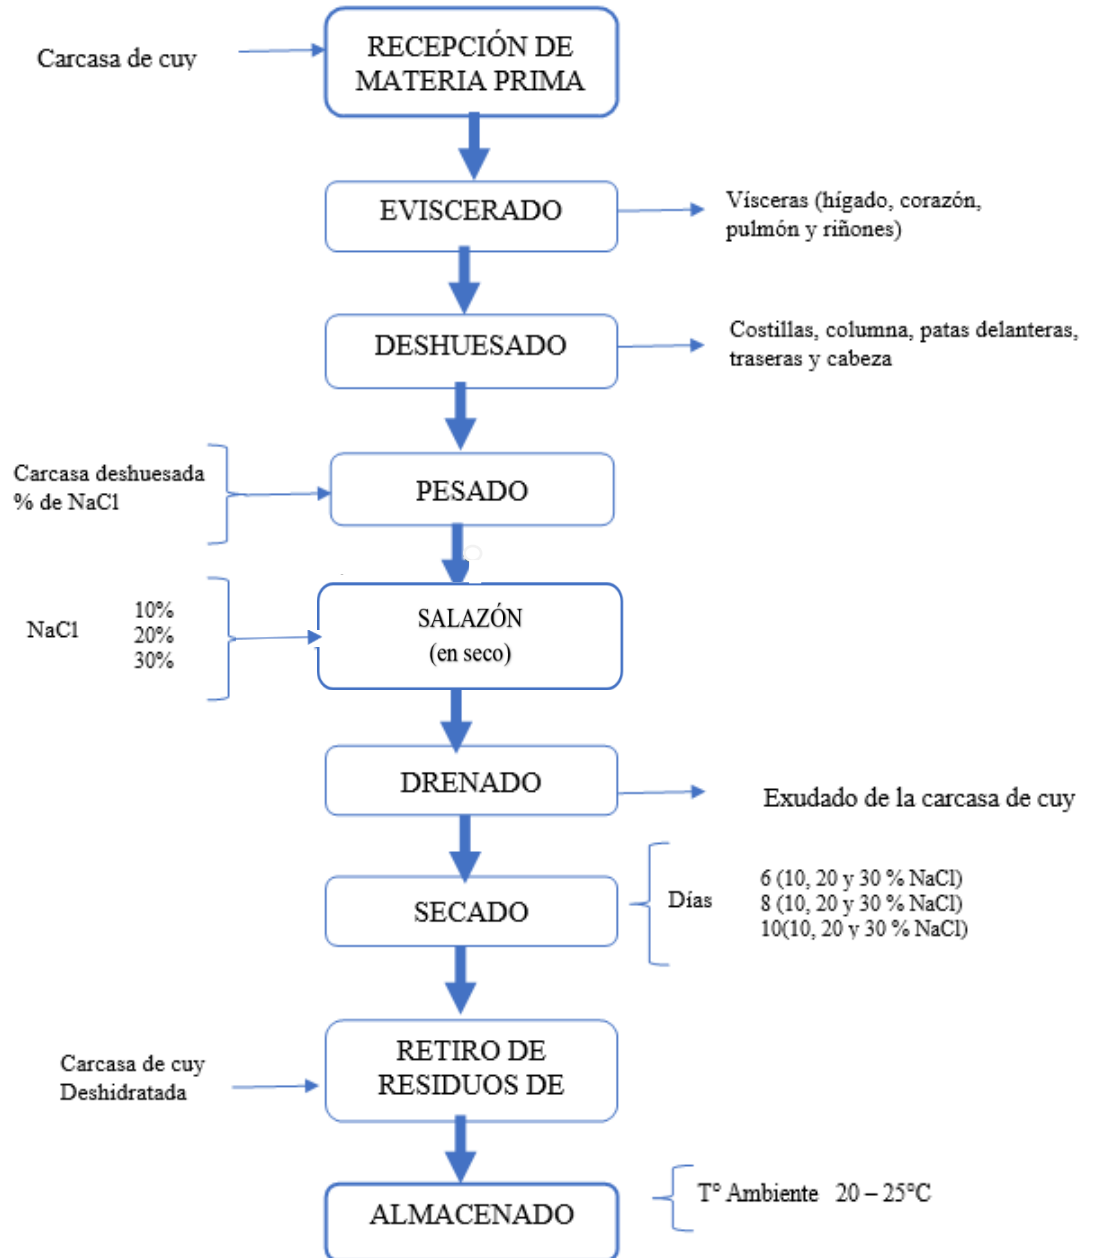 Carcasa de cuy
RECEPCIÓN DE
MATERIA PRIMA
EVISCERADO
Vísceras (hígado, corazón,
pulmón y riñones)
DESHUESADO
Costillas, columna, patas delanteras,
traseras y cabeza
Carcasa deshuesada
% de NaCl
PESADO
NaCl
10%
20%
30%
SALAZÓN
(en seco)
DRENADO
Exudado de la carcasa de cuy
SECADO
Días
6 (10, 20 y 30 % NaCl)
8 (10, 20 y 30 % NaCl)
10(10, 20 y 30 % NaCl)
Carcasa de cuy
Deshidratada
RETIRO DE
RESIDUOS DE
ALMACENADO
T° Ambiente 20 – 25°C